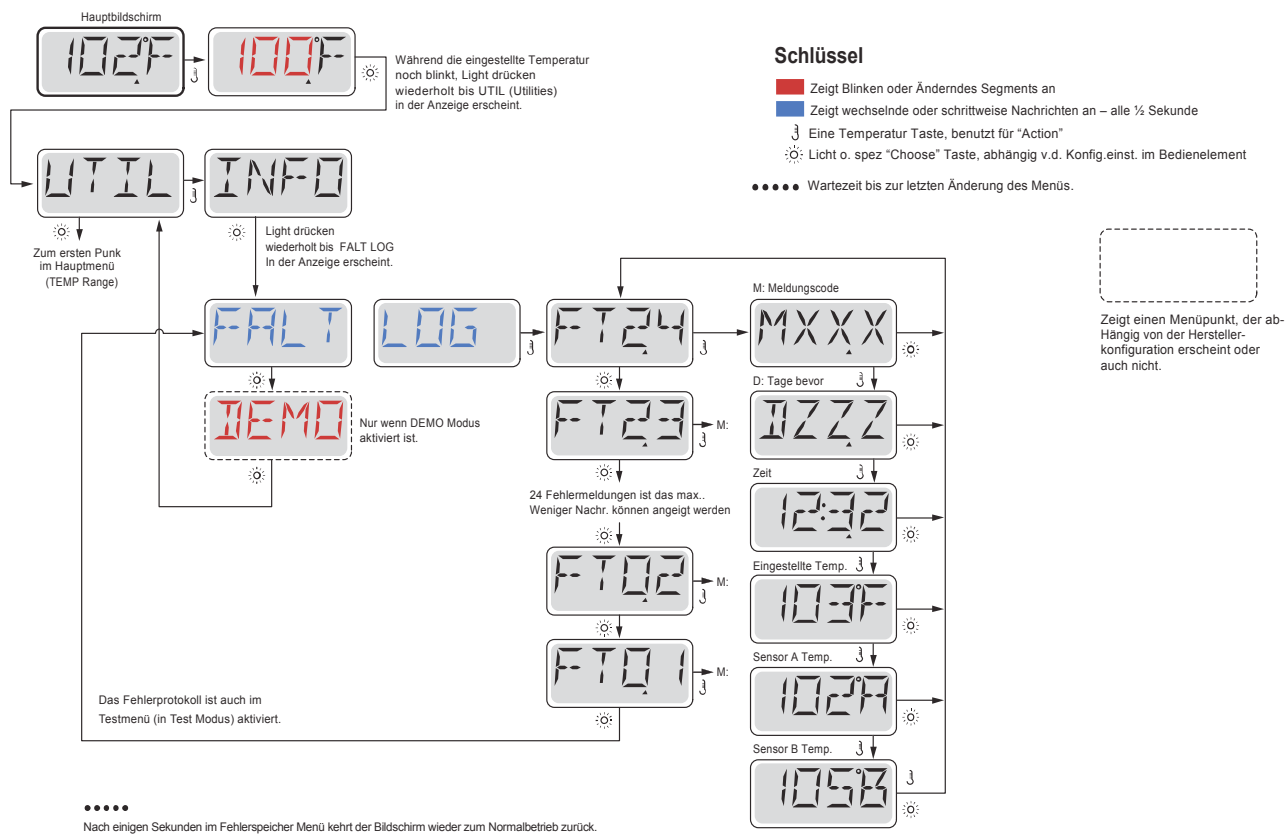 Hauptbildschirm
102°F
100°F
Während die eingestellte Temperatur
noch blinkt, Light drücken
wiederholt bis UTIL (Utilities)
in der Anzeige erscheint.
Schlüssel
Zeigt Blinken oder Änderndes Segments an
Zeigt wechselnde oder schrittweise Nachrichten an – alle ½ Sekunde
Eine Temperatur Taste, benutzt für “Action”
Licht o. spez “Choose” Taste, abhängig v.d. Konfig.einst. im Bedienelement
Wartezeit bis zur letzten Änderung des Menüs.
UTIL
INFO
Zum ersten Punk
im Hauptmenü
(TEMP Range)
Light drücken
wiederholt bis FALT LOG
In der Anzeige erscheint.
Zeigt einen Menüpunkt, der ab-
Hängig von der Hersteller-
konfiguration erscheint oder
auch nicht.
FALT
LOG
FT24
M: Meldungscode
MXXX
DEMO
Nur wenn DEMO Modus
aktiviert ist.
FT23
M:
D: Tage bevor
DZZZ
24 Fehlermeldungen ist das max..
Weniger Nachr. können angeigt werden
Zeit
12:32
FT02
M:
Eingestellte Temp.
103°F
FT01
M:
Sensor A Temp.
102°A
Sensor B Temp.
105°B
Das Fehlerprotokoll ist auch im
Testmenü (in Test Modus) aktiviert.
Nach einigen Sekunden im Fehlerspeicher Menü kehrt der Bildschirm wieder zum Normalbetrieb zurück.